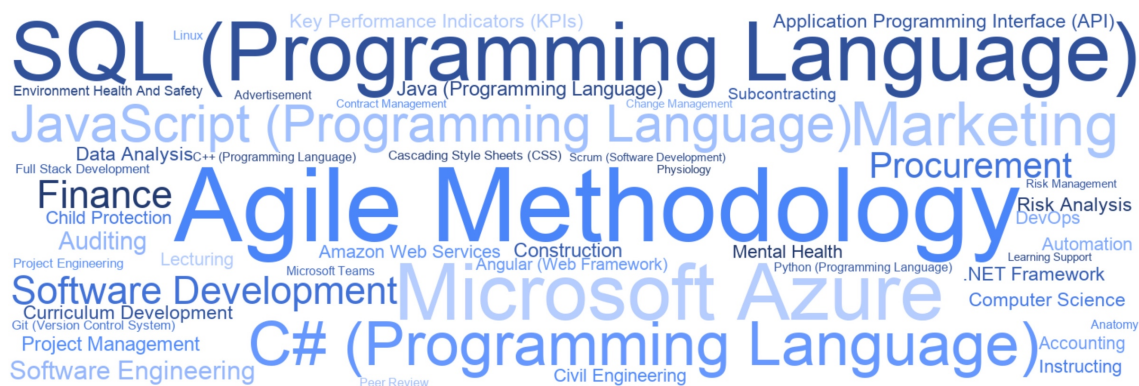 Key Performance Indicators (KPIs)
Application Programming Interface (API)
SQL (Programming Language)
Linux
Environment Health And Safety
Advertisement
Java (Programming Language)
Subcontracting
Contract Management
Change Management
JavaScript (Programming Language)
Marketing
Data Analysis
C++ (Programming Language)
Cascading Style Sheets (CSS)
Scrum (Software Development)
Procurement
Full Stack Development
Physiology
Agile Methodology
Finance
Risk Management
Risk Analysis
Child Protection
DevOps
Auditing
Automation
Amazon Web Services
Construction
Mental Health
Lecturing
Learning Support
Project Engineering
Angular (Web Framework)
Microsoft Teams
Python (Programming Language)
.NET Framework
Software Development
Microsoft Azure
Computer Science
Curriculum Development
Git (Version Control System)
Anatomy
C# (Programming Language)
Project Management
Accounting
Software Engineering
Instructing
Civil Engineering
Peer Review